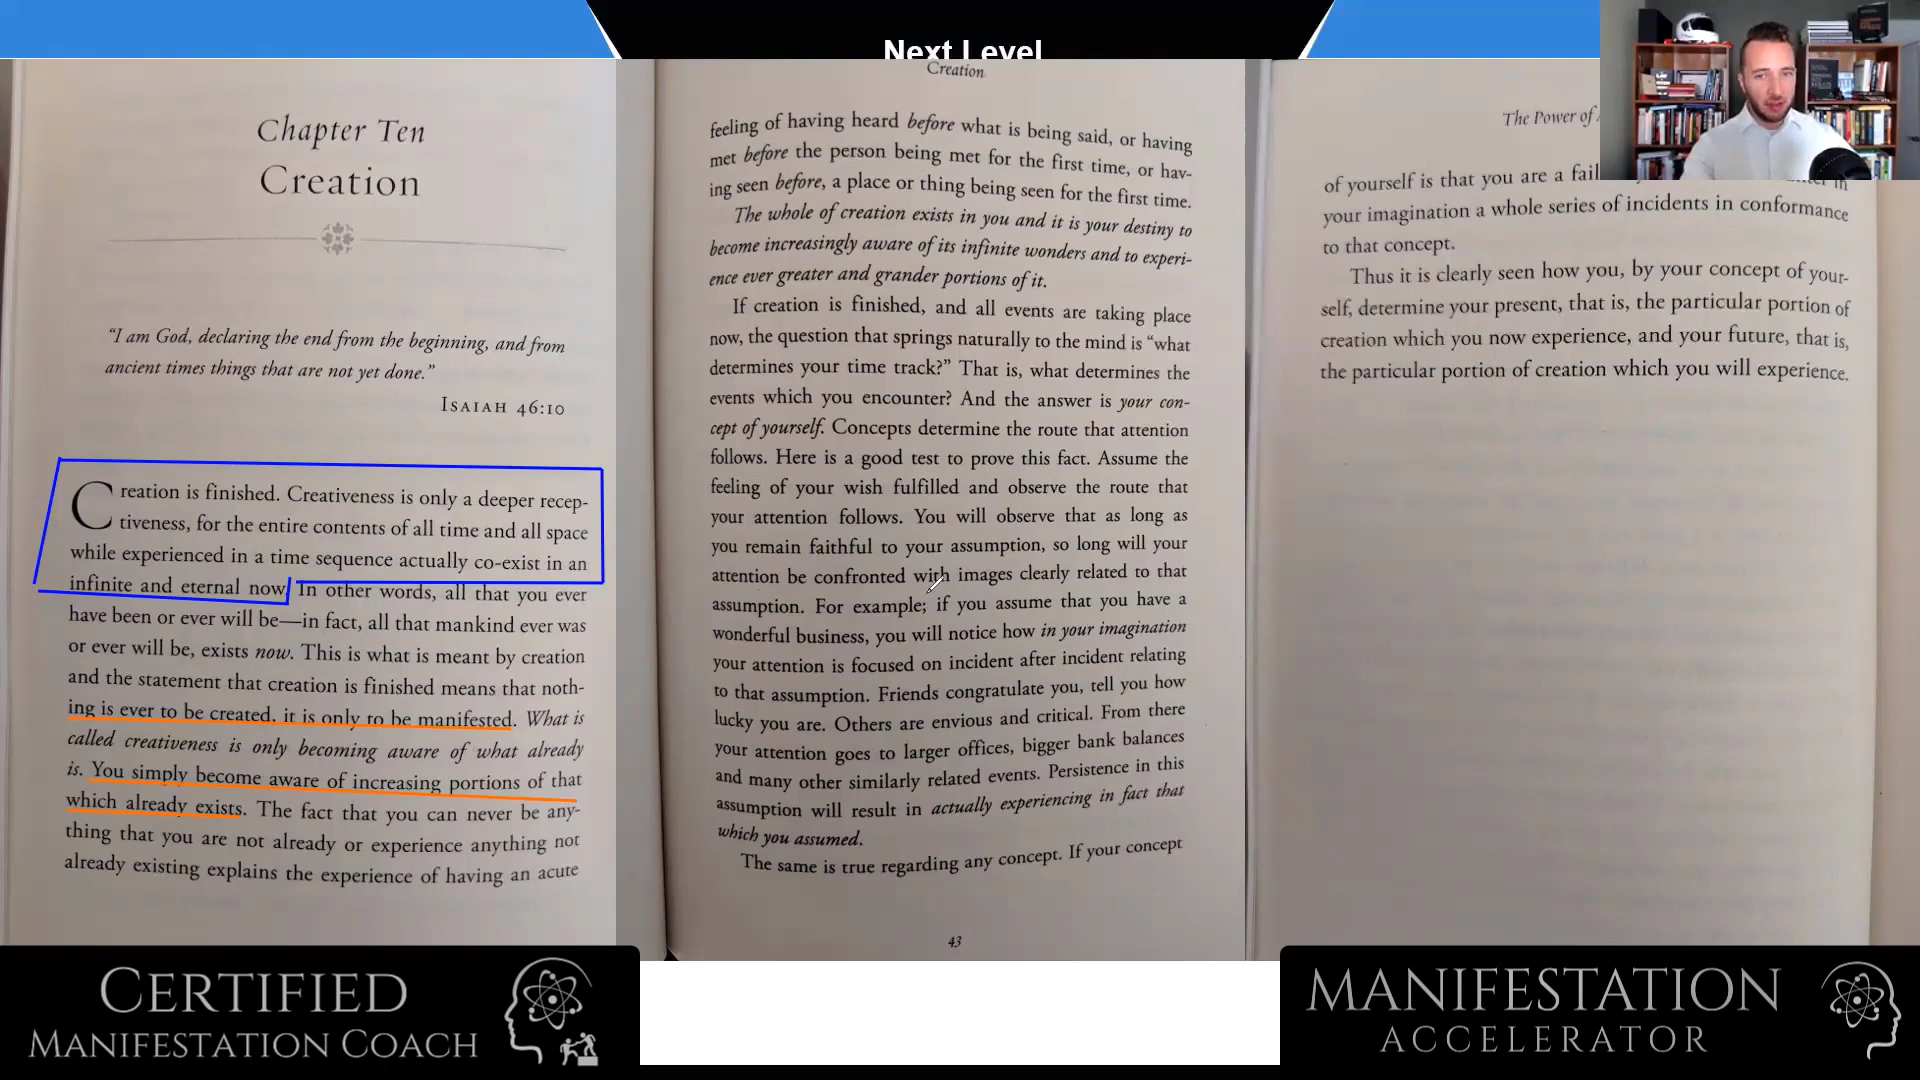 Next Level
Chapter Ten
Creation
“I am God, declaring the end from the beginning, and from
ancient times things that are not yet done.”
Isaiah 46:10
Creation is finished. Creativeness is only a deeper recep-
tiveness, for the entire contents of all time and all space
while experienced in a time sequence actually co-exist in an
infinite and eternal now. In other words, all that you ever
have been or ever will be—in fact, all that mankind ever was
or ever will be, exists now. This is what is meant by creation
and the statement that creation is finished means that noth-
ing is ever to be created, it is only to be manifested. What is
called creativeness is only becoming aware of what already
is. You simply become aware of increasing portions of that
which already exists. The fact that you can never be any-
thing that you are not already or experience anything not
already existing explains the experience of having an acute
Creation
feeling of having heard before what is being said, or having
met before the person being met for the first time, or hav-
ing seen before, a place or thing being seen for the first time.
The whole of creation exists in you and it is your destiny to
become increasingly aware of its infinite wonders and to experi-
ence ever greater and grander portions of it.
If creation is finished, and all events are taking place
now, the question that springs naturally to the mind is “what
determines your time track?” That is, what determines the
events which you encounter? And the answer is your con-
cept of yourself. Concepts determine the route that attention
follows. Here is a good test to prove this fact. Assume the
feeling of your wish fulfilled and observe the route that
your attention follows. You will observe that as long as
you remain faithful to your assumption, so long will your
attention be confronted with images clearly related to that
assumption. For example; if you assume that you have a
wonderful business, you will notice how in your imagination
your attention is focused on incident after incident relating
to that assumption. Friends congratulate you, tell you how
lucky you are. Others are envious and critical. From there
your attention goes to larger offices, bigger bank balances
and many other similarly related events. Persistence in this
assumption will result in actually experiencing in fact that
which you assumed.
The same is true regarding any concept. If your concept
43
The Power of
of yourself is that you are a fail
your imagination a whole series of incidents in conformance
to that concept.
Thus it is clearly seen how you, by your concept of your-
self, determine your present, that is, the particular portion of
creation which you now experience, and your future, that is,
the particular portion of creation which you will experience.
Certified
Manifestation Coach
Manifestation
Accelerator